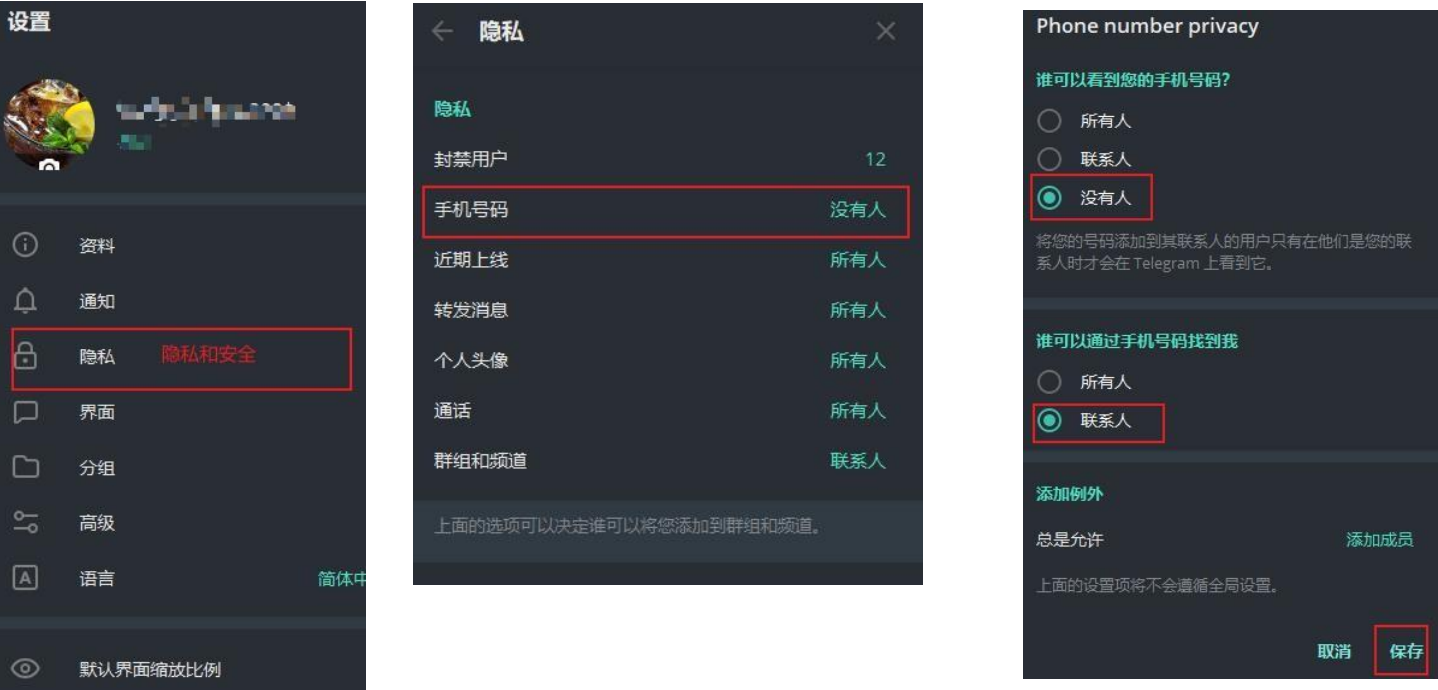 设置
资料
通知
隐私
隐私和安全
界面
分组
高级
语言
简体中
默认界面缩放比例
隐私
隐私
封禁用户
12
手机号码
没有人
近期上线
所有人
转发消息
所有人
个人头像
所有人
通话
所有人
群组和频道
联系人
上面的选项可以决定谁可以将您添加到群组和频道。
Phone number privacy
谁可以看到您的手机号码?
所有人
联系人
没有人
将您的号码添加到其联系人的用户只有在他们是您的联
系人时才会在 Telegram 上看到它。
谁可以通过手机号码找到我
所有人
联系人
添加例外
总是允许
添加成员
上面的设置项将不会遵循全局设置。
取消
保存